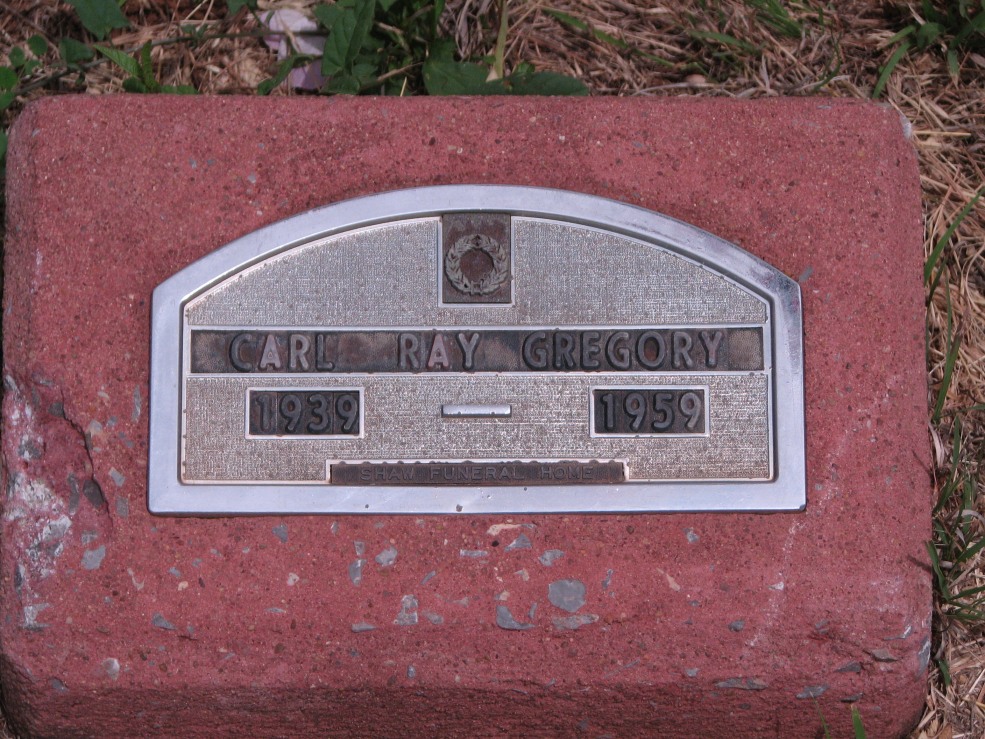 CARL RAY GREGORY
1939 1959
SHAW FUNERAL HOME